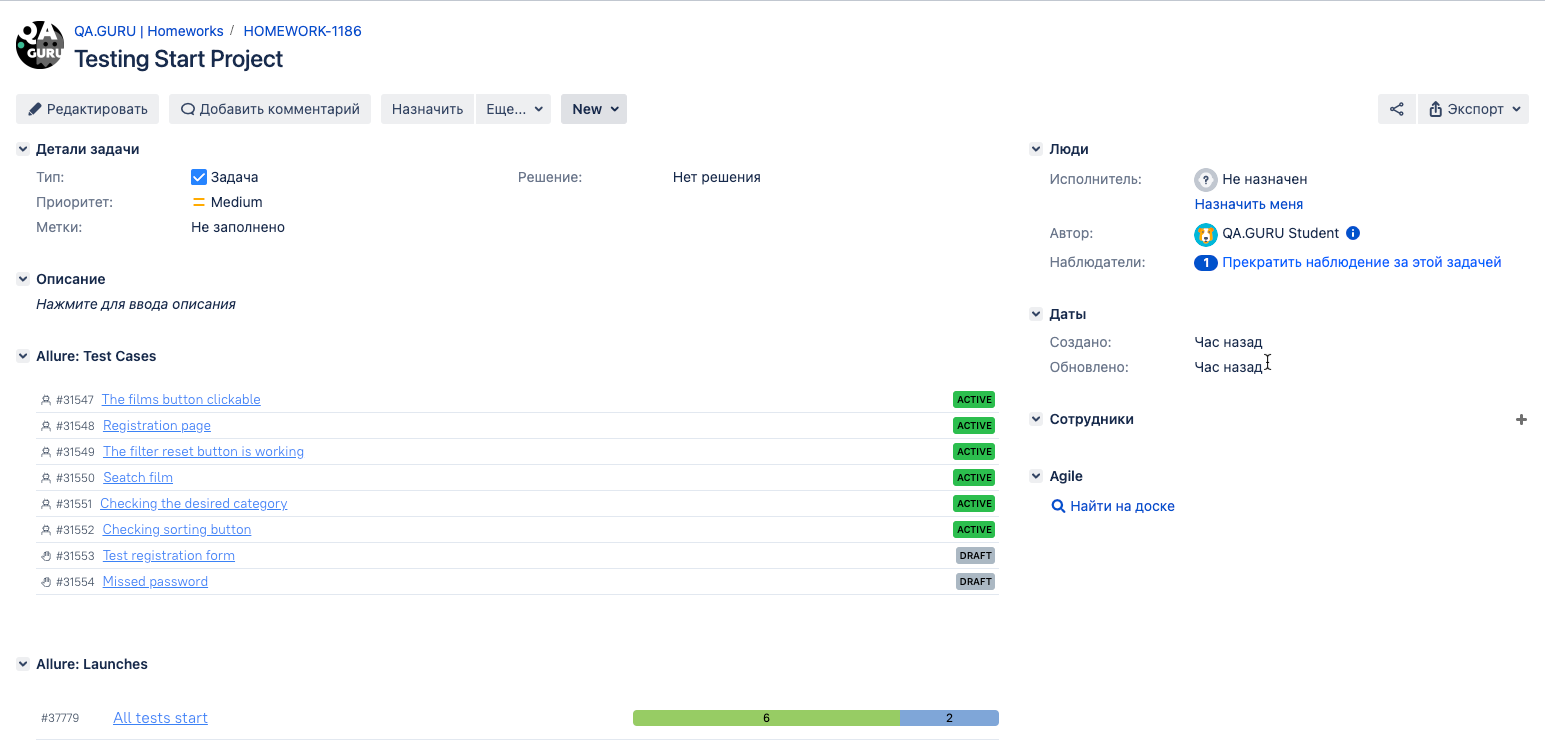 QA GURU
QA.GURU | Homeworks / HOMEWORK-1186
Testing Start Project
Редактировать Добавить комментарий Назначить Еще... New Экспорт
Детали задачи
Тип: Задача Решение: Нет решения
Приоритет: Medium
Метки: Не заполнено
Описание
Нажмите для ввода описания
Allure: Test Cases
#31547 The films button clickable ACTIVE
#31548 Registration page ACTIVE
#31549 The filter reset button is working ACTIVE
#31550 Seatch film ACTIVE
#31551 Checking the desired category ACTIVE
#31552 Checking sorting button ACTIVE
#31553 Test registration form DRAFT
#31554 Missed password DRAFT
Allure: Launches
#37779 All tests start 6 2
Люди
Исполнитель: ? Не назначен
Назначить меня
Автор: QA.GURU Student
Наблюдатели: 1 Прекратить наблюдение за этой задачей
Даты
Создано: Час назад
Обновлено: Час назад
Сотрудники
Agile
Найти на доске